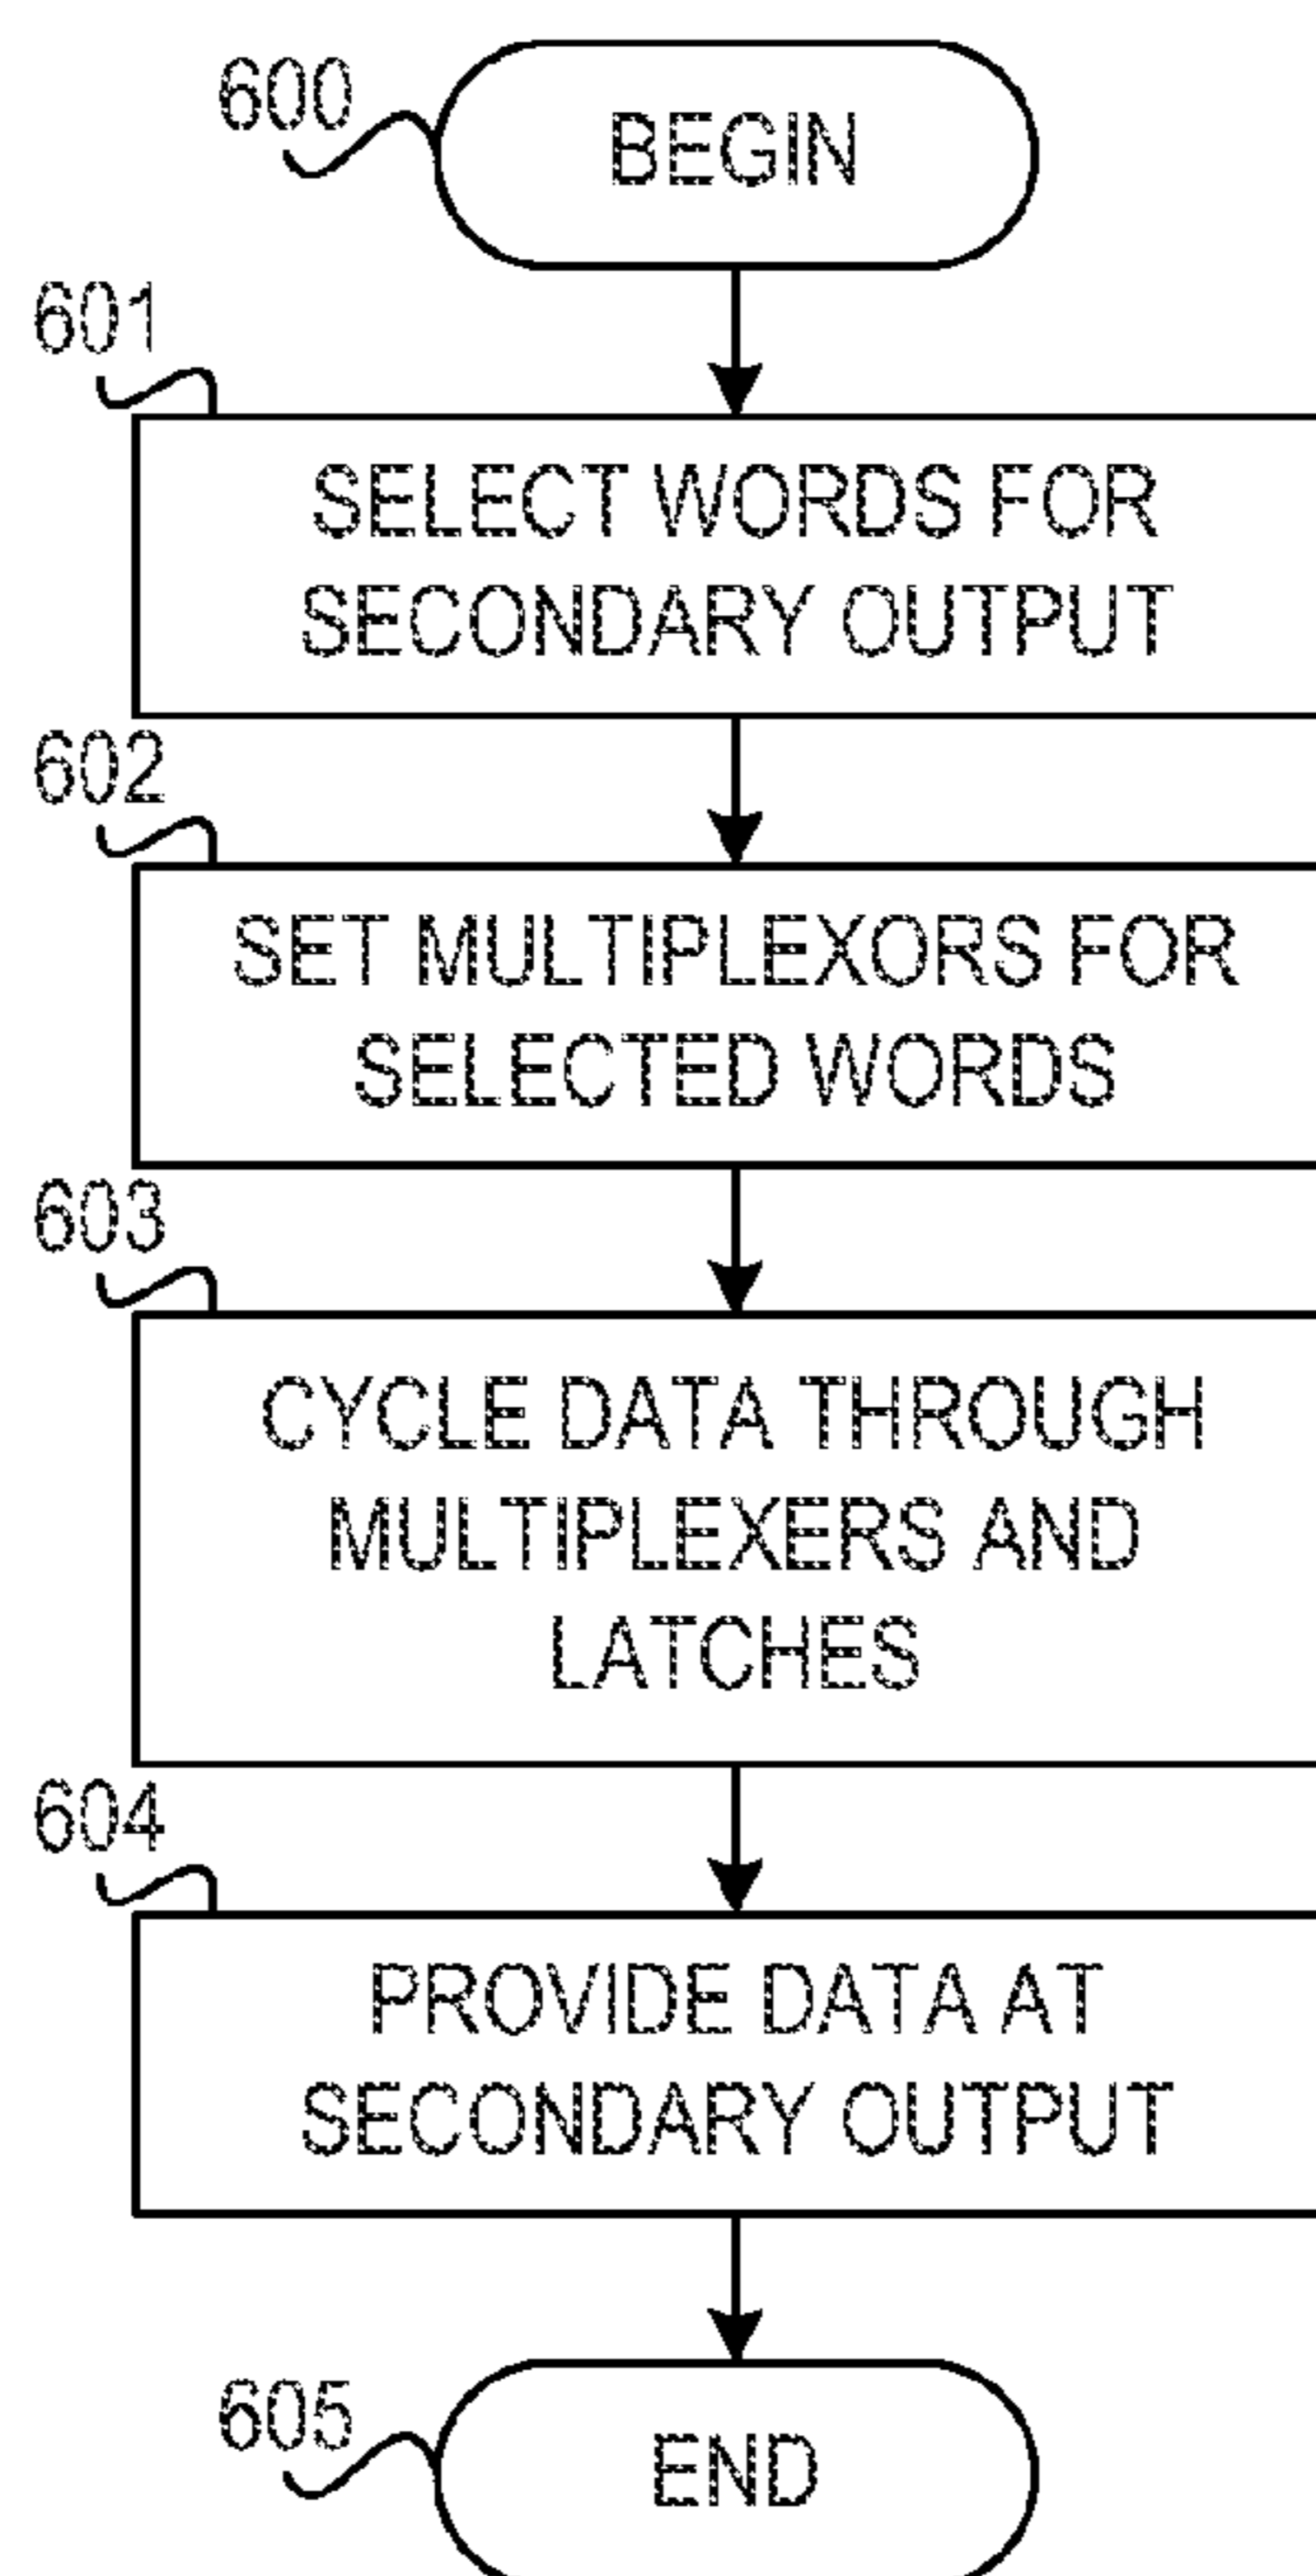 600
BEGIN
601
SELECT WORDS FOR
SECONDARY OUTPUT
602
SET MULTIPLEXORS FOR
SELECTED WORDS
603
CYCLE DATA THROUGH
MULTIPLEXERS AND
LATCHES
604
PROVIDE DATA AT
SECONDARY OUTPUT
605
END